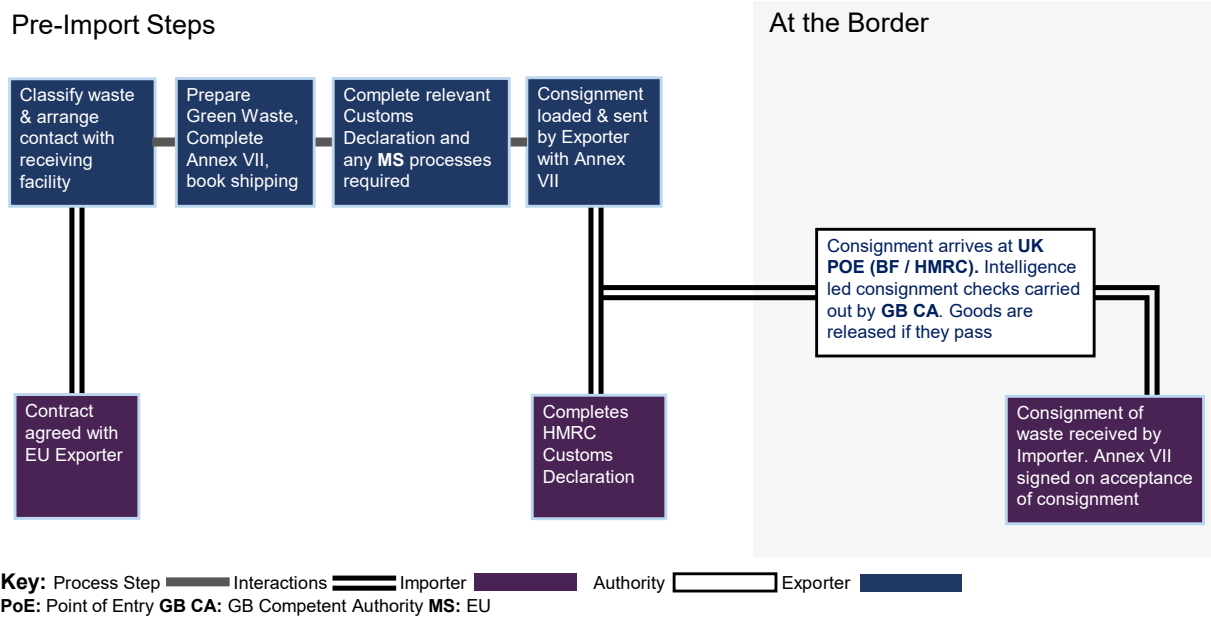 Pre-Import Steps
At the Border
Classify waste
& arrange
contact with
receiving
facility
Prepare
Green Waste,
Complete
Annex VII,
book shipping
Complete relevant
Customs
Declaration and
any MS processes
required
Consignment
loaded & sent
by Exporter
with Annex
VII
Consignment arrives at UK
POE (BF / HMRC). Intelligence
led consignment checks carried
out by GB CA. Goods are
released if they pass
Contract
agreed with
EU Exporter
Completes
HMRC
Customs
Declaration
Consignment of
waste received by
Importer. Annex VII
signed on acceptance
of consignment
Key: Process Step Interactions Importer Authority Exporter
PoE: Point of Entry GB CA: GB Competent Authority MS: EU